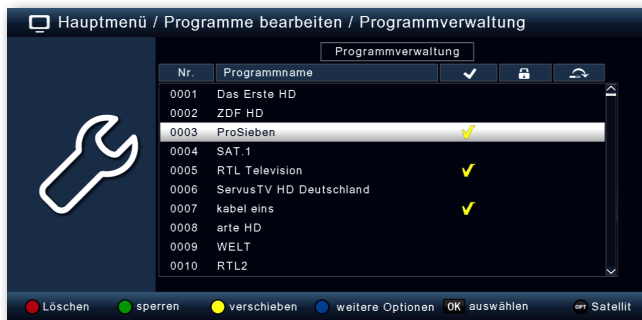 Hauptmenü / Programme bearbeiten / Programmverwaltung
Programmverwaltung
Nr. Programmname
0001 Das Erste HD
0002 ZDF HD
0003 ProSieben
0004 SAT.1
0005 RTL Television
0006 ServusTV HD Deutschland
0007 kabel eins
0008 arte HD
0009 WELT
0010 RTL2
Löschen sperren verschieben weitere Optionen OK auswählen OPT Satellit